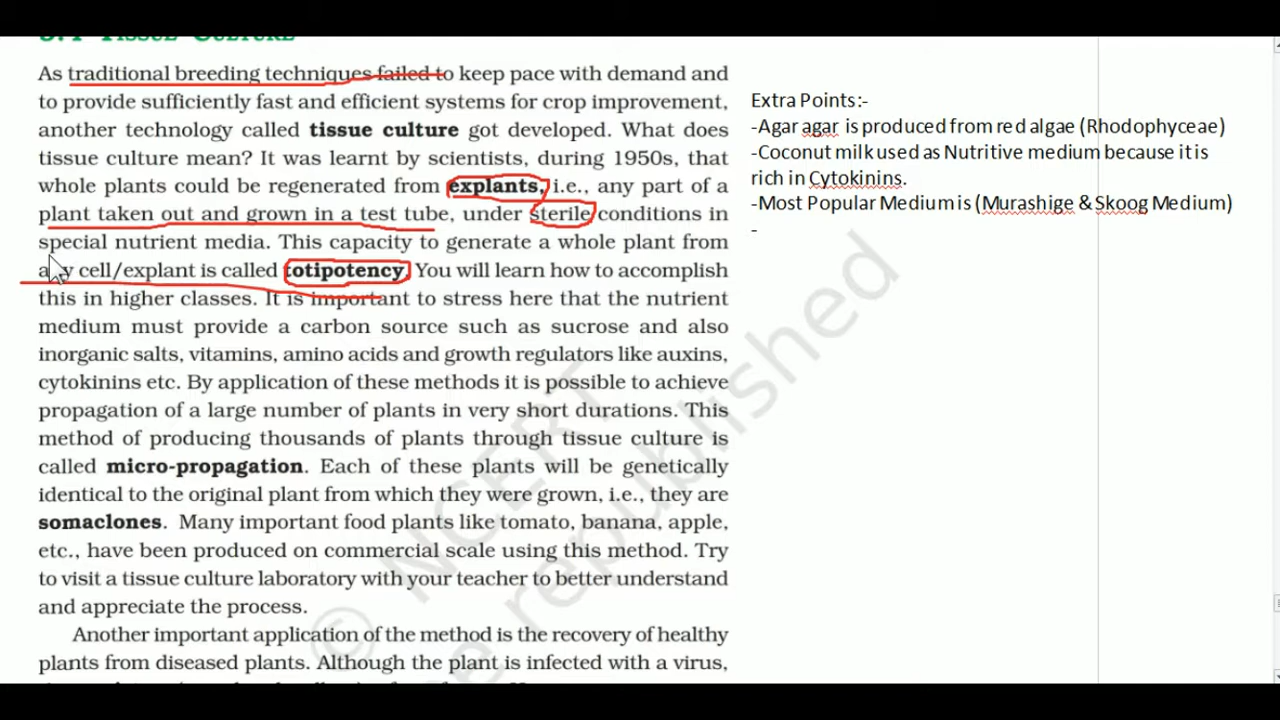 As traditional breeding techniques failed to keep pace with demand and
to provide sufficiently fast and efficient systems for crop improvement,
another technology called tissue culture got developed. What does
tissue culture mean? It was learnt by scientists, during 1950s, that
whole plants could be regenerated from explants, i.e., any part of a
plant taken out and grown in a test tube, under sterile conditions in
special nutrient media. This capacity to generate a whole plant from
any cell/explant is called totipotency. You will learn how to accomplish
this in higher classes. It is important to stress here that the nutrient
medium must provide a carbon source such as sucrose and also
inorganic salts, vitamins, amino acids and growth regulators like auxins,
cytokinins etc. By application of these methods it is possible to achieve
propagation of a large number of plants in very short durations. This
method of producing thousands of plants through tissue culture is
called micro-propagation. Each of these plants will be genetically
identical to the original plant from which they were grown, i.e., they are
somaclones. Many important food plants like tomato, banana, apple,
etc., have been produced on commercial scale using this method. Try
to visit a tissue culture laboratory with your teacher to better understand
and appreciate the process.
Another important application of the method is the recovery of healthy
plants from diseased plants. Although the plant is infected with a virus,
Extra Points:-
-Agar agar is produced from red algae (Rhodophyceae)
-Coconut milk used as Nutritive medium because it is
rich in Cytokinins.
-Most Popular Medium is (Murashige & Skoog Medium)
-
© NCERT
republished